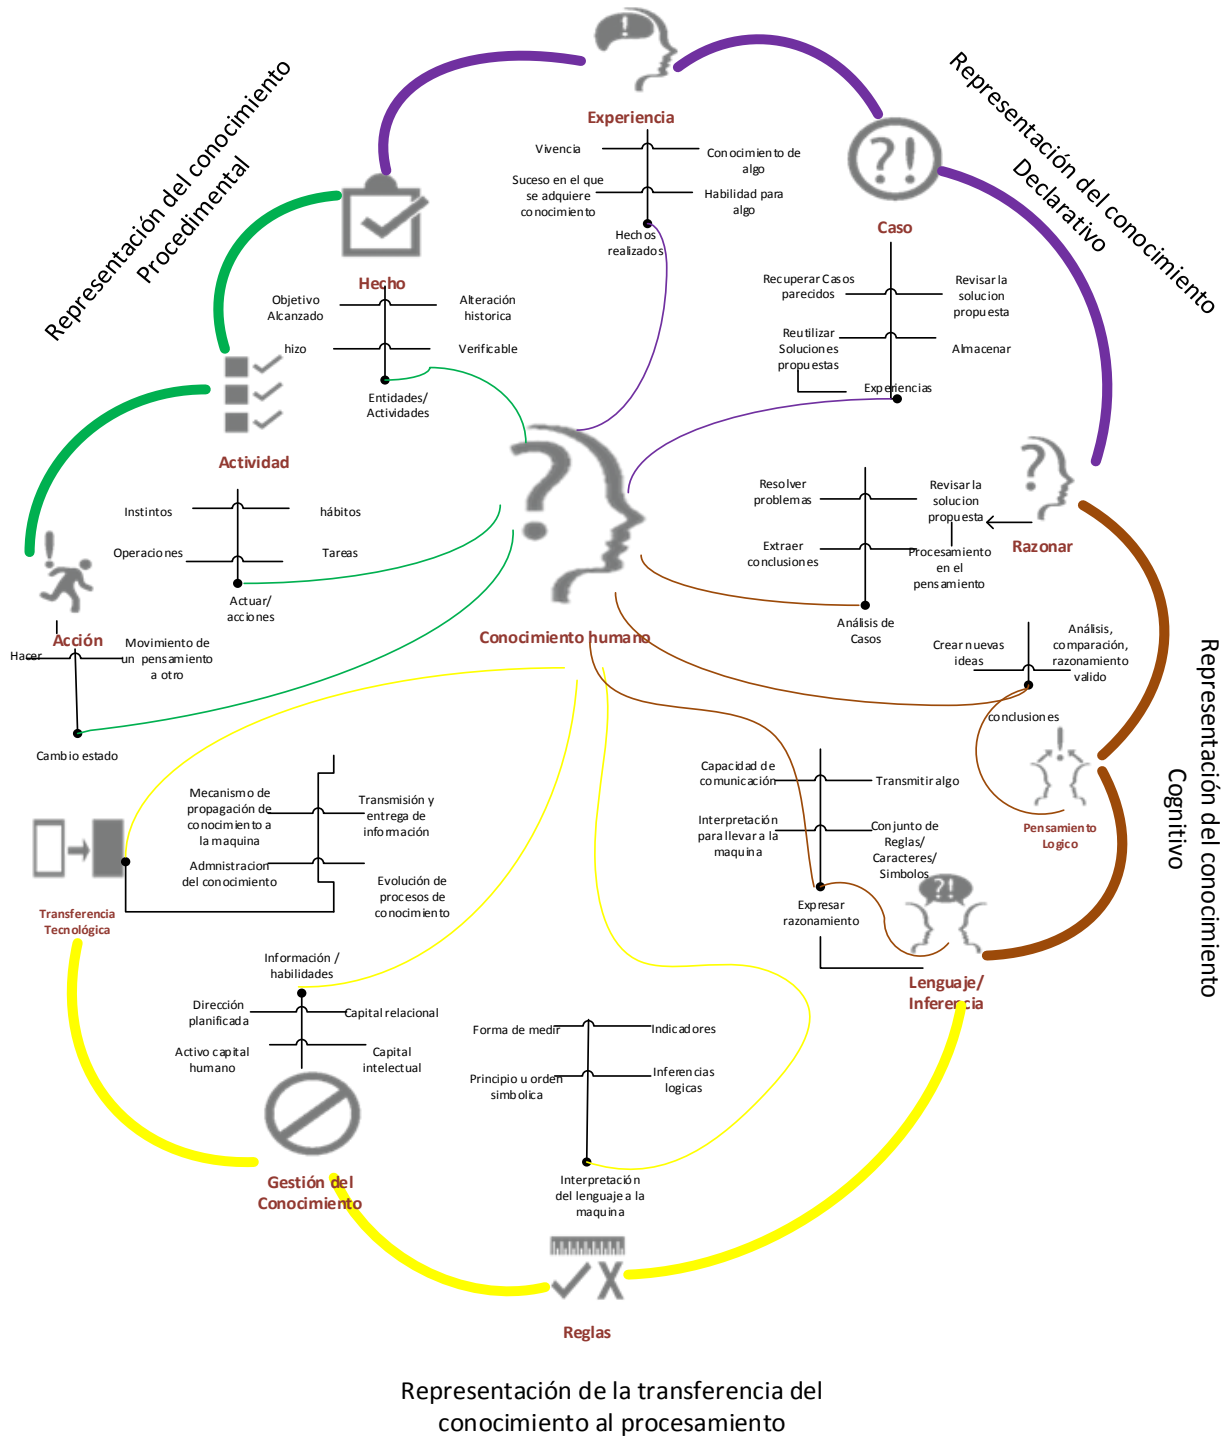 Representación del conocimiento
Procedimental
Representación del conocimiento
Declarativo
Experiencia
Vivencia
Conocimiento de
algo
Suceso en el que
se adquiere
conocimiento
Habilidad para
algo
Hechos
realizados
Caso
Recuperar Casos
parecidos
Revisar la
solucion
propuesta
Reutilizar
Soluciones
propuestas
Almacenar
Experiencias
Hecho
Objetivo
Alcanzado
Alteración
historica
hizo
Verificable
Entidades/
Actividades
Actividad
Instintos
hábitos
Operaciones
Tareas
Actuar/
acciones
Resolver
problemas
Revisar la
solucion
propuesta
Extraer
conclusiones
Procesamiento
en el
pensamiento
Razonar
Análisis de
Casos
Acción
Hacer
Movimiento de
un pensamiento
a otro
Cambio estado
Conocimiento humano
Crear nuevas
ideas
Análisis,
comparación,
razonamiento
valido
conclusiones
Pensamiento
Logico
Representación del conocimiento
Cognitivo
Capacidad de
comunicación
Transmitir algo
Interpretación
para llevar a la
maquina
Conjunto de
Reglas/
Caracteres/
Simbolos
Expresar
razonamiento
Lenguaje/
Inferencia
Mecanismo de
propagación de
conocimiento a
la maquina
Transmisión y
entrega de
información
Admnistracion
del conocimiento
Evolución de
procesos de
conocimiento
Transferencia
Tecnológica
Información /
habilidades
Dirección
planificada
Capital relacional
Activo capital
humano
Capital
intelectual
Gestión del
Conocimiento
Forma de medir
Indicadores
Principio u orden
simbolica
Inferencias
logicas
Interpretación
del lenguaje a la
maquina
Reglas
Representación de la transferencia del
conocimiento al procesamiento